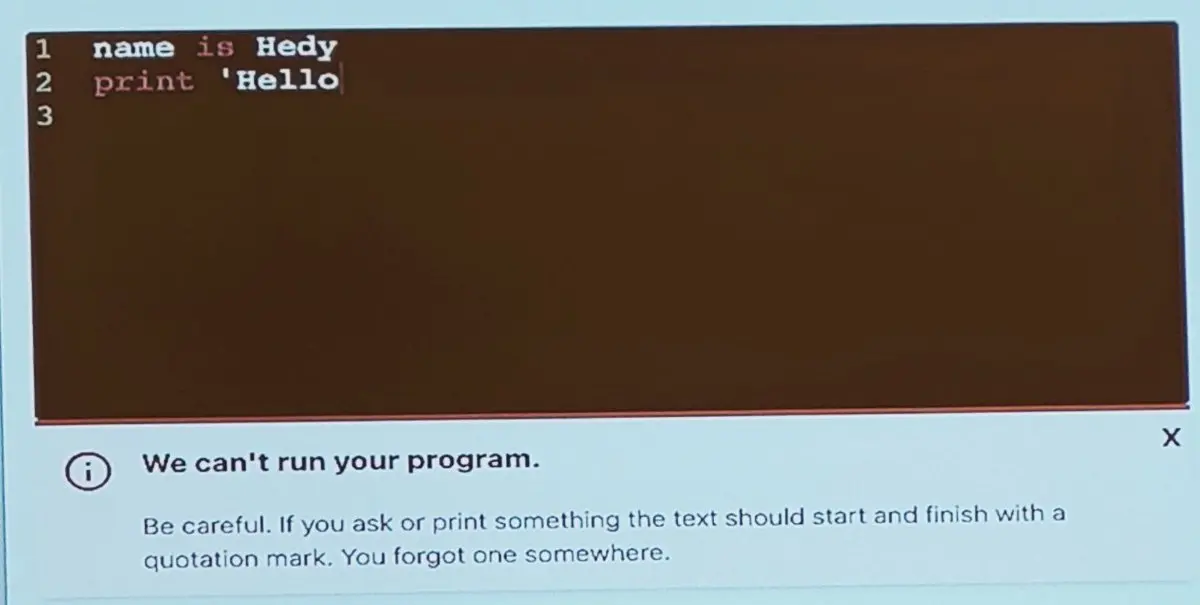 1 name is Hedy
2 print 'Hello
3
X
We can't run your program.
Be careful. If you ask or print something the text should start and finish with a
quotation mark. You forgot one somewhere.